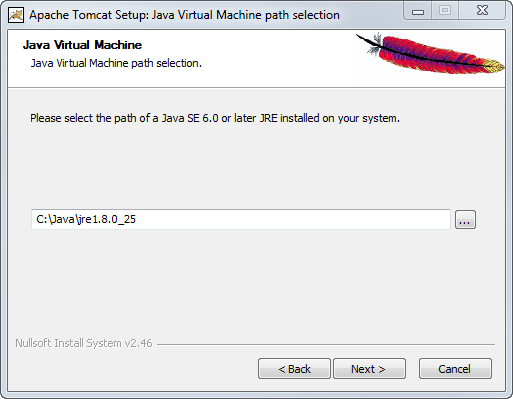 Apache Tomcat Setup: Java Virtual Machine path selection
Java Virtual Machine
Java Virtual Machine path selection.
Please select the path of a Java SE 6.0 or later JRE installed on your system.
C:\Java\jre1.8.0_25
...
Nullsoft Install System v2.46
< Back
Next >
Cancel